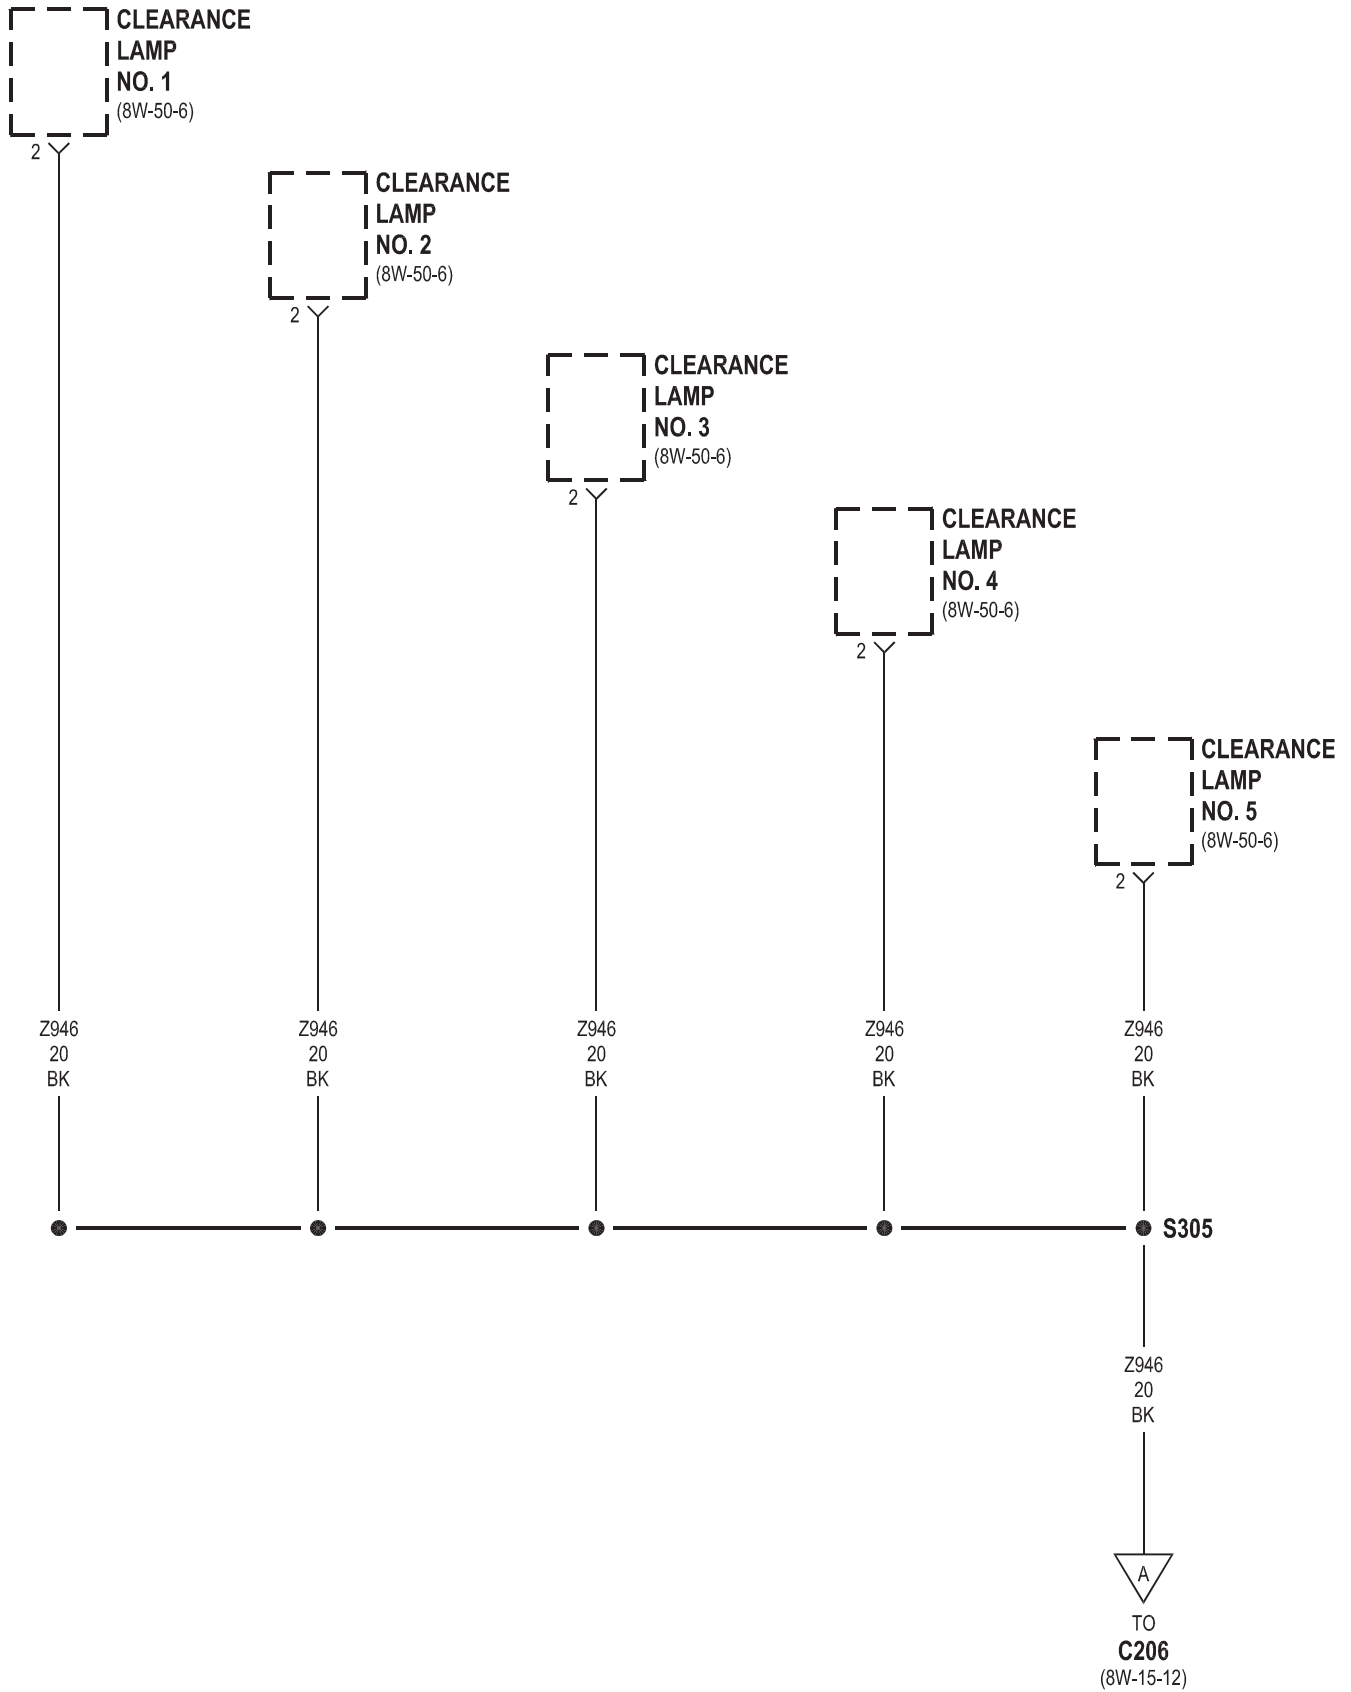 CLEARANCE
LAMP
NO. 1
(8W-50-6)
2
CLEARANCE
LAMP
NO. 2
(8W-50-6)
2
CLEARANCE
LAMP
NO. 3
(8W-50-6)
2
CLEARANCE
LAMP
NO. 4
(8W-50-6)
2
CLEARANCE
LAMP
NO. 5
(8W-50-6)
2
Z946
20
BK
Z946
20
BK
Z946
20
BK
Z946
20
BK
Z946
20
BK
S305
Z946
20
BK
A
TO
C206
(8W-15-12)